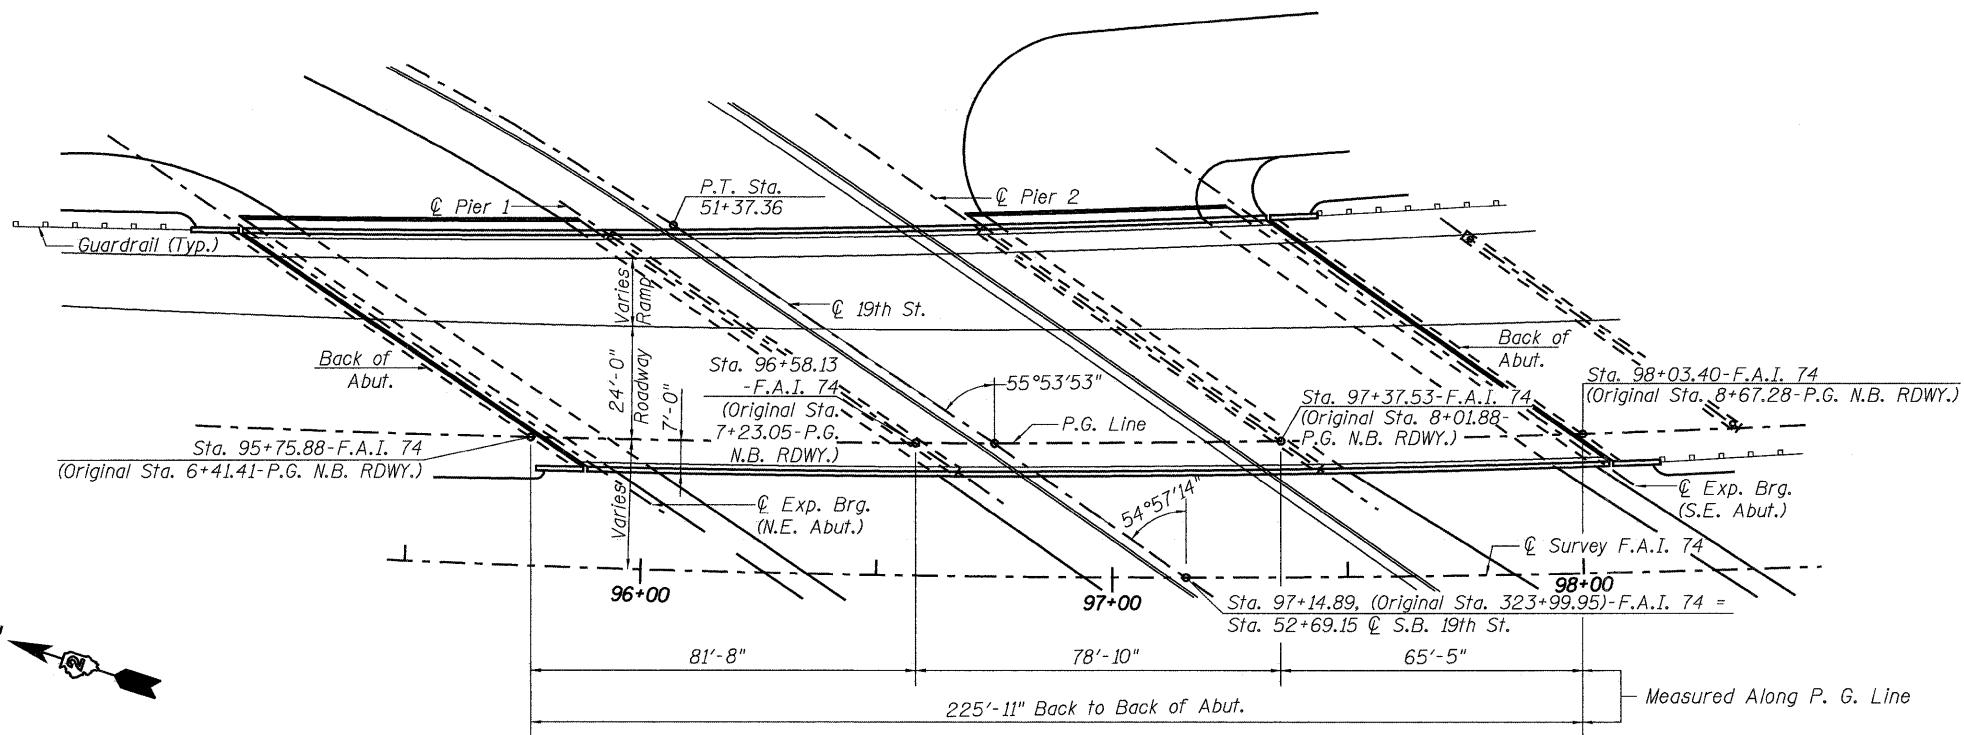 P.T. Sta.
51+37.36
℄ Pier 1
℄ Pier 2
Guardrail (Typ.)
Varies
Ramp
℄ 19th St.
Back of
Abut.
Back of
Abut.
24'-0"
Roadway
7'-0"
Sta. 96+58.13
-F.A.I. 74
(Original Sta.
7+23.05-P.G.
N.B. RDWY.)
55°53'53"
P.G. Line
Sta. 97+37.53-F.A.I. 74
(Original Sta. 8+01.88-
P.G. N.B. RDWY.)
Sta. 98+03.40-F.A.I. 74
(Original Sta. 8+67.28-P.G. N.B. RDWY.)
Sta. 95+75.88-F.A.I. 74
(Original Sta. 6+41.41-P.G. N.B. RDWY.)
Varies
℄ Exp. Brg.
(N.E. Abut.)
54°57'14"
℄ Exp. Brg.
(S.E. Abut.)
℄ Survey F.A.I. 74
96+00
97+00
98+00
Sta. 97+14.89, (Original Sta. 323+99.95)-F.A.I. 74 =
Sta. 52+69.15 ℄ S.B. 19th St.
81'-8"
78'-10"
65'-5"
225'-11" Back to Back of Abut.
Measured Along P. G. Line